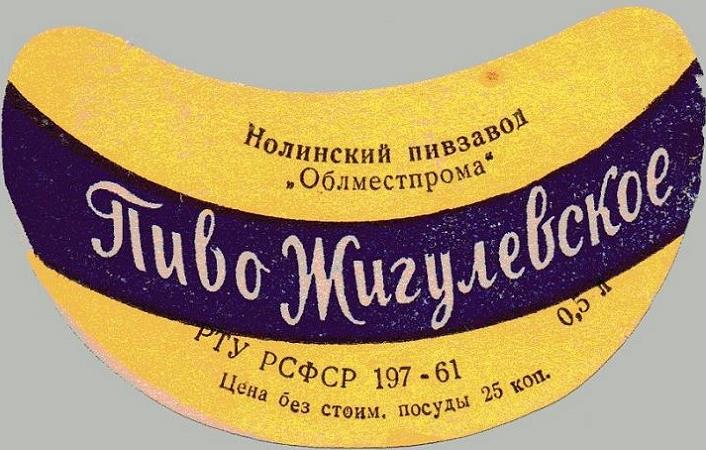 Нолинский пивзавод
„Облместпрома“
Пиво Жигулевское
0,5 л
РТУ РСФСР 197-61
Цена без стоим. посуды 25 коп.